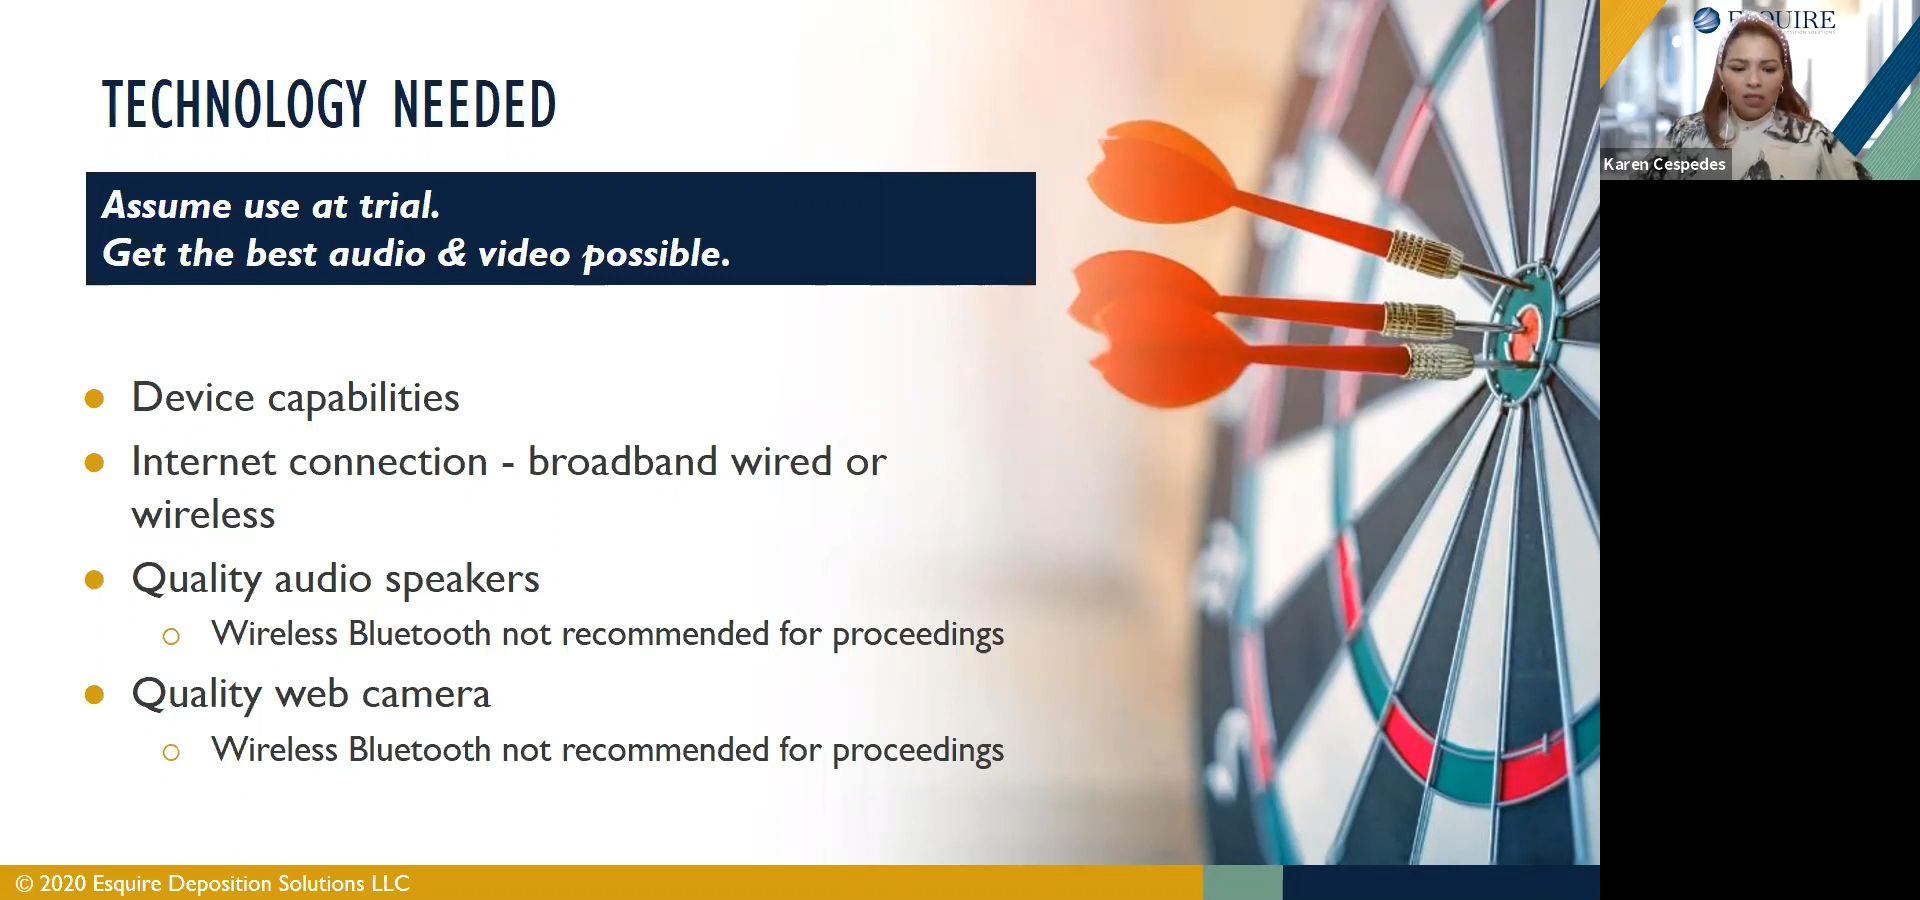 TECHNOLOGY NEEDED
Assume use at trial.
Get the best audio & video possible.
Device capabilities
Internet connection - broadband wired or
wireless
Quality audio speakers
Wireless Bluetooth not recommended for proceedings
Quality web camera
Wireless Bluetooth not recommended for proceedings
© 2020 Esquire Deposition Solutions LLC
Karen Cespedes